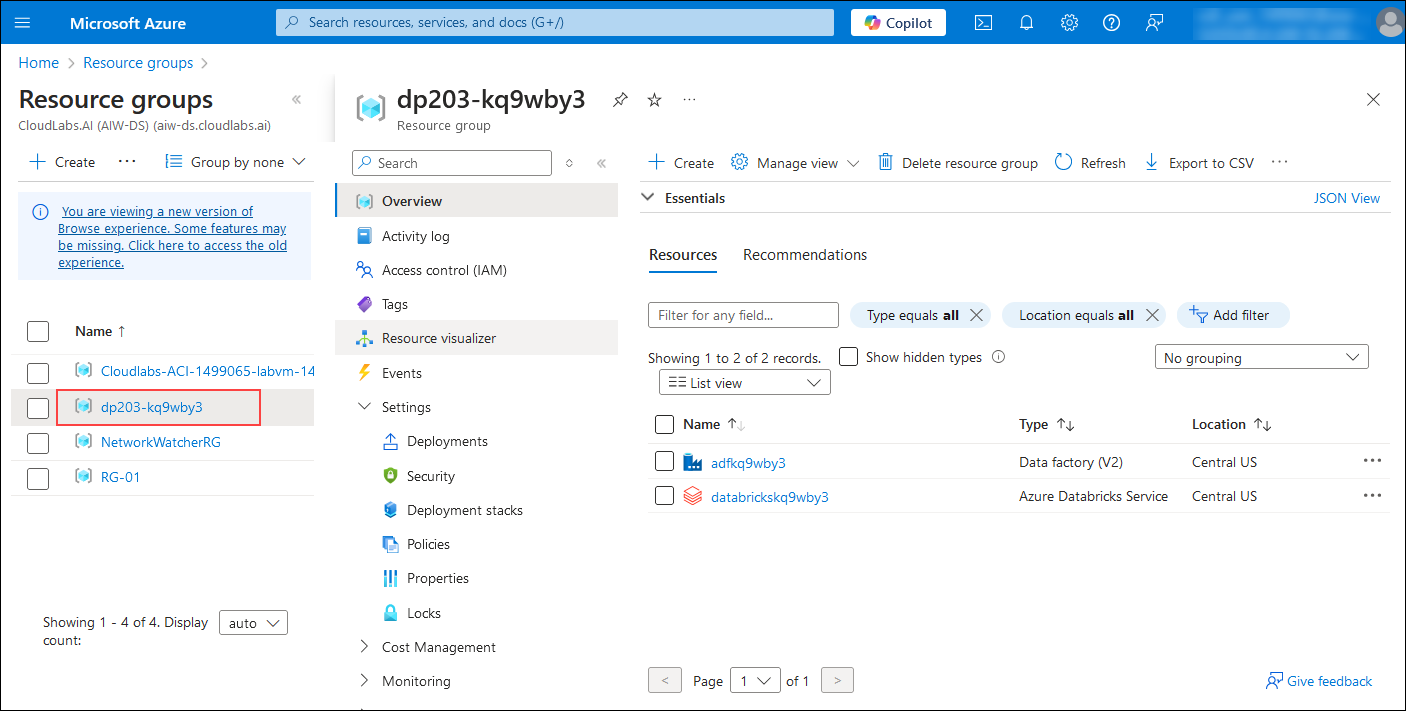 Microsoft Azure
Search resources, services, and docs (G+/)
Copilot
Home > Resource groups >
Resource groups
CloudLabs.AI (AIW-DS) (aiw-ds.cloudlabs.ai)
Create
Group by none
You are viewing a new version of
Browse experience. Some features may
be missing. Click here to access the old
experience.
Name ↑
Cloudlabs-ACI-1499065-labvm-14
dp203-kq9wby3
NetworkWatcherRG
RG-01
Showing 1 - 4 of 4. Display
count:
auto
dp203-kq9wby3
Resource group
Search
Overview
Activity log
Access control (IAM)
Tags
Resource visualizer
Events
Settings
Deployments
Security
Deployment stacks
Policies
Properties
Locks
Cost Management
Monitoring
Create
Manage view
Delete resource group
Refresh
Export to CSV
Essentials
JSON View
Resources
Recommendations
Filter for any field...
Type equals all
Location equals all
Add filter
Showing 1 to 2 of 2 records.
Show hidden types
No grouping
List view
Name ↑↓
Type ↑↓
Location ↑↓
adfkq9wby3
Data factory (V2)
Central US
databrickskq9wby3
Azure Databricks Service
Central US
< Page 1 of 1 >
Give feedback